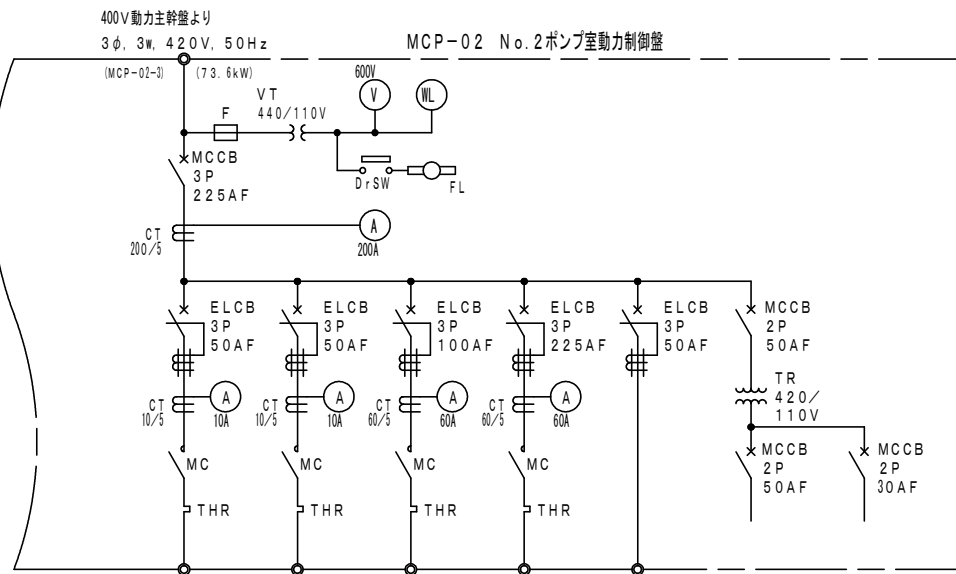 400V動力主幹盤より
3φ, 3w, 420V, 50Hz
MCP-02 No.2ポンプ室動力制御盤
(MCP-02-3)
(73.6kW)
VT
440/110V
F
600V
V
WL
DrSW
FL
MCCB
3P
225AF
CT
200/5
A
200A
ELCB
3P
50AF
ELCB
3P
50AF
ELCB
3P
100AF
ELCB
3P
225AF
ELCB
3P
50AF
MCCB
2P
50AF
CT
10/5
A
10A
CT
10/5
A
10A
CT
60/5
A
60A
CT
60/5
A
60A
TR
420/
110V
MC
MC
MC
MC
MCCB
2P
50AF
MCCB
2P
30AF
THR
THR
THR
THR